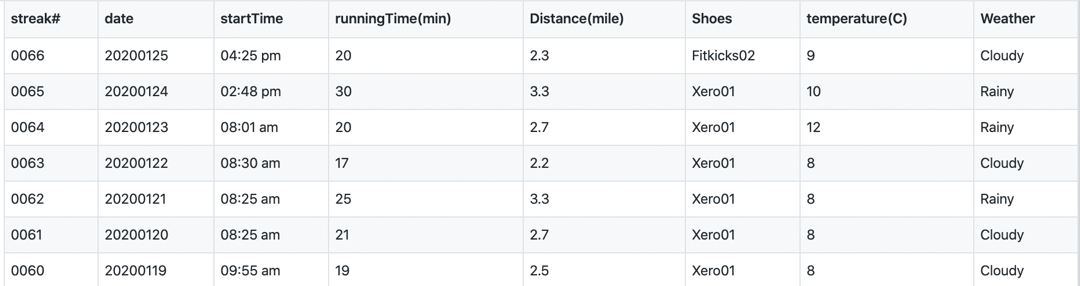 streak# date startTime runningTime(min) Distance(mile) Shoes temperature(C) Weather
0066 20200125 04:25 pm 20 2.3 Fitkicks02 9 Cloudy
0065 20200124 02:48 pm 30 3.3 Xero01 10 Rainy
0064 20200123 08:01 am 20 2.7 Xero01 12 Rainy
0063 20200122 08:30 am 17 2.2 Xero01 8 Cloudy
0062 20200121 08:25 am 25 3.3 Xero01 8 Rainy
0061 20200120 08:25 am 21 2.7 Xero01 8 Cloudy
0060 20200119 09:55 am 19 2.5 Xero01 8 Cloudy